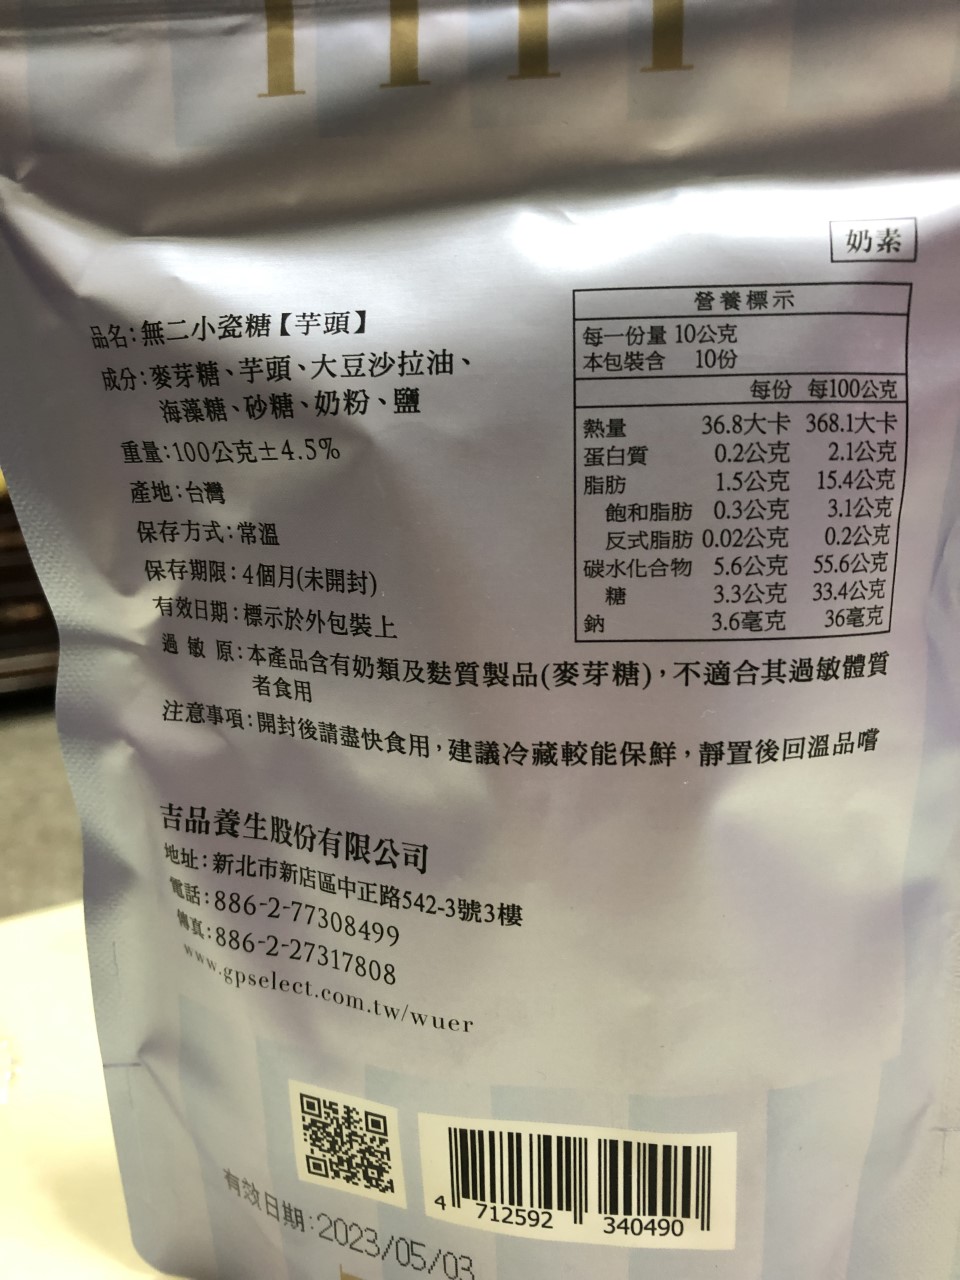 奶素
品名:無二小瓷糖【芋頭】
成分:麥芽糖、芋頭、大豆沙拉油、
海藻糖、砂糖、奶粉、鹽
重量:100公克±4.5%
產地:台灣
保存方式:常溫
保存期限:4個月(未開封)
有效日期:標示於外包裝上
過敏原:本產品含有奶類及麩質製品(麥芽糖),不適合其過敏體質
者食用
注意事項:開封後請盡快食用,建議冷藏較能保鮮,靜置後回溫品嚐
營養標示
每一份量 10公克
本包裝含 10份
每份 每100公克
熱量 36.8大卡 368.1大卡
蛋白質 0.2公克 2.1公克
脂肪 1.5公克 15.4公克
飽和脂肪 0.3公克 3.1公克
反式脂肪 0.02公克 0.2公克
碳水化合物 5.6公克 55.6公克
糖 3.3公克 33.4公克
鈉 3.6毫克 36毫克
吉品養生股份有限公司
地址:新北市新店區中正路542-3號3樓
電話:886-2-77308499
傳真:886-2-27317808
www.gpselect.com.tw/wuer
4 712592 340490
有效日期:2023/05/03